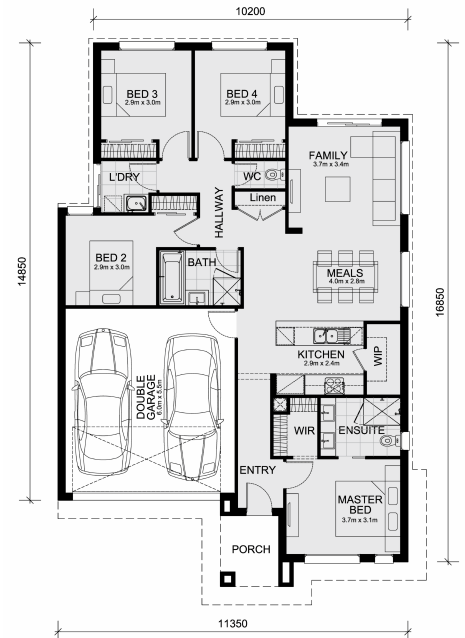 10200
BED 3
2.9m x 3.0m
BED 4
2.9m x 3.0m
FAMILY
3.7m x 3.4m
L'DRY
WC
Linen
HALLWAY
BED 2
2.9m x 3.0m
BATH
MEALS
4.0m x 2.8m
14850
16850
KITCHEN
2.9m x 2.4m
WIP
DOUBLE
GARAGE
6.0m x 5.5m
WIR
ENSUITE
ENTRY
MASTER
BED
3.7m x 3.1m
PORCH
11350